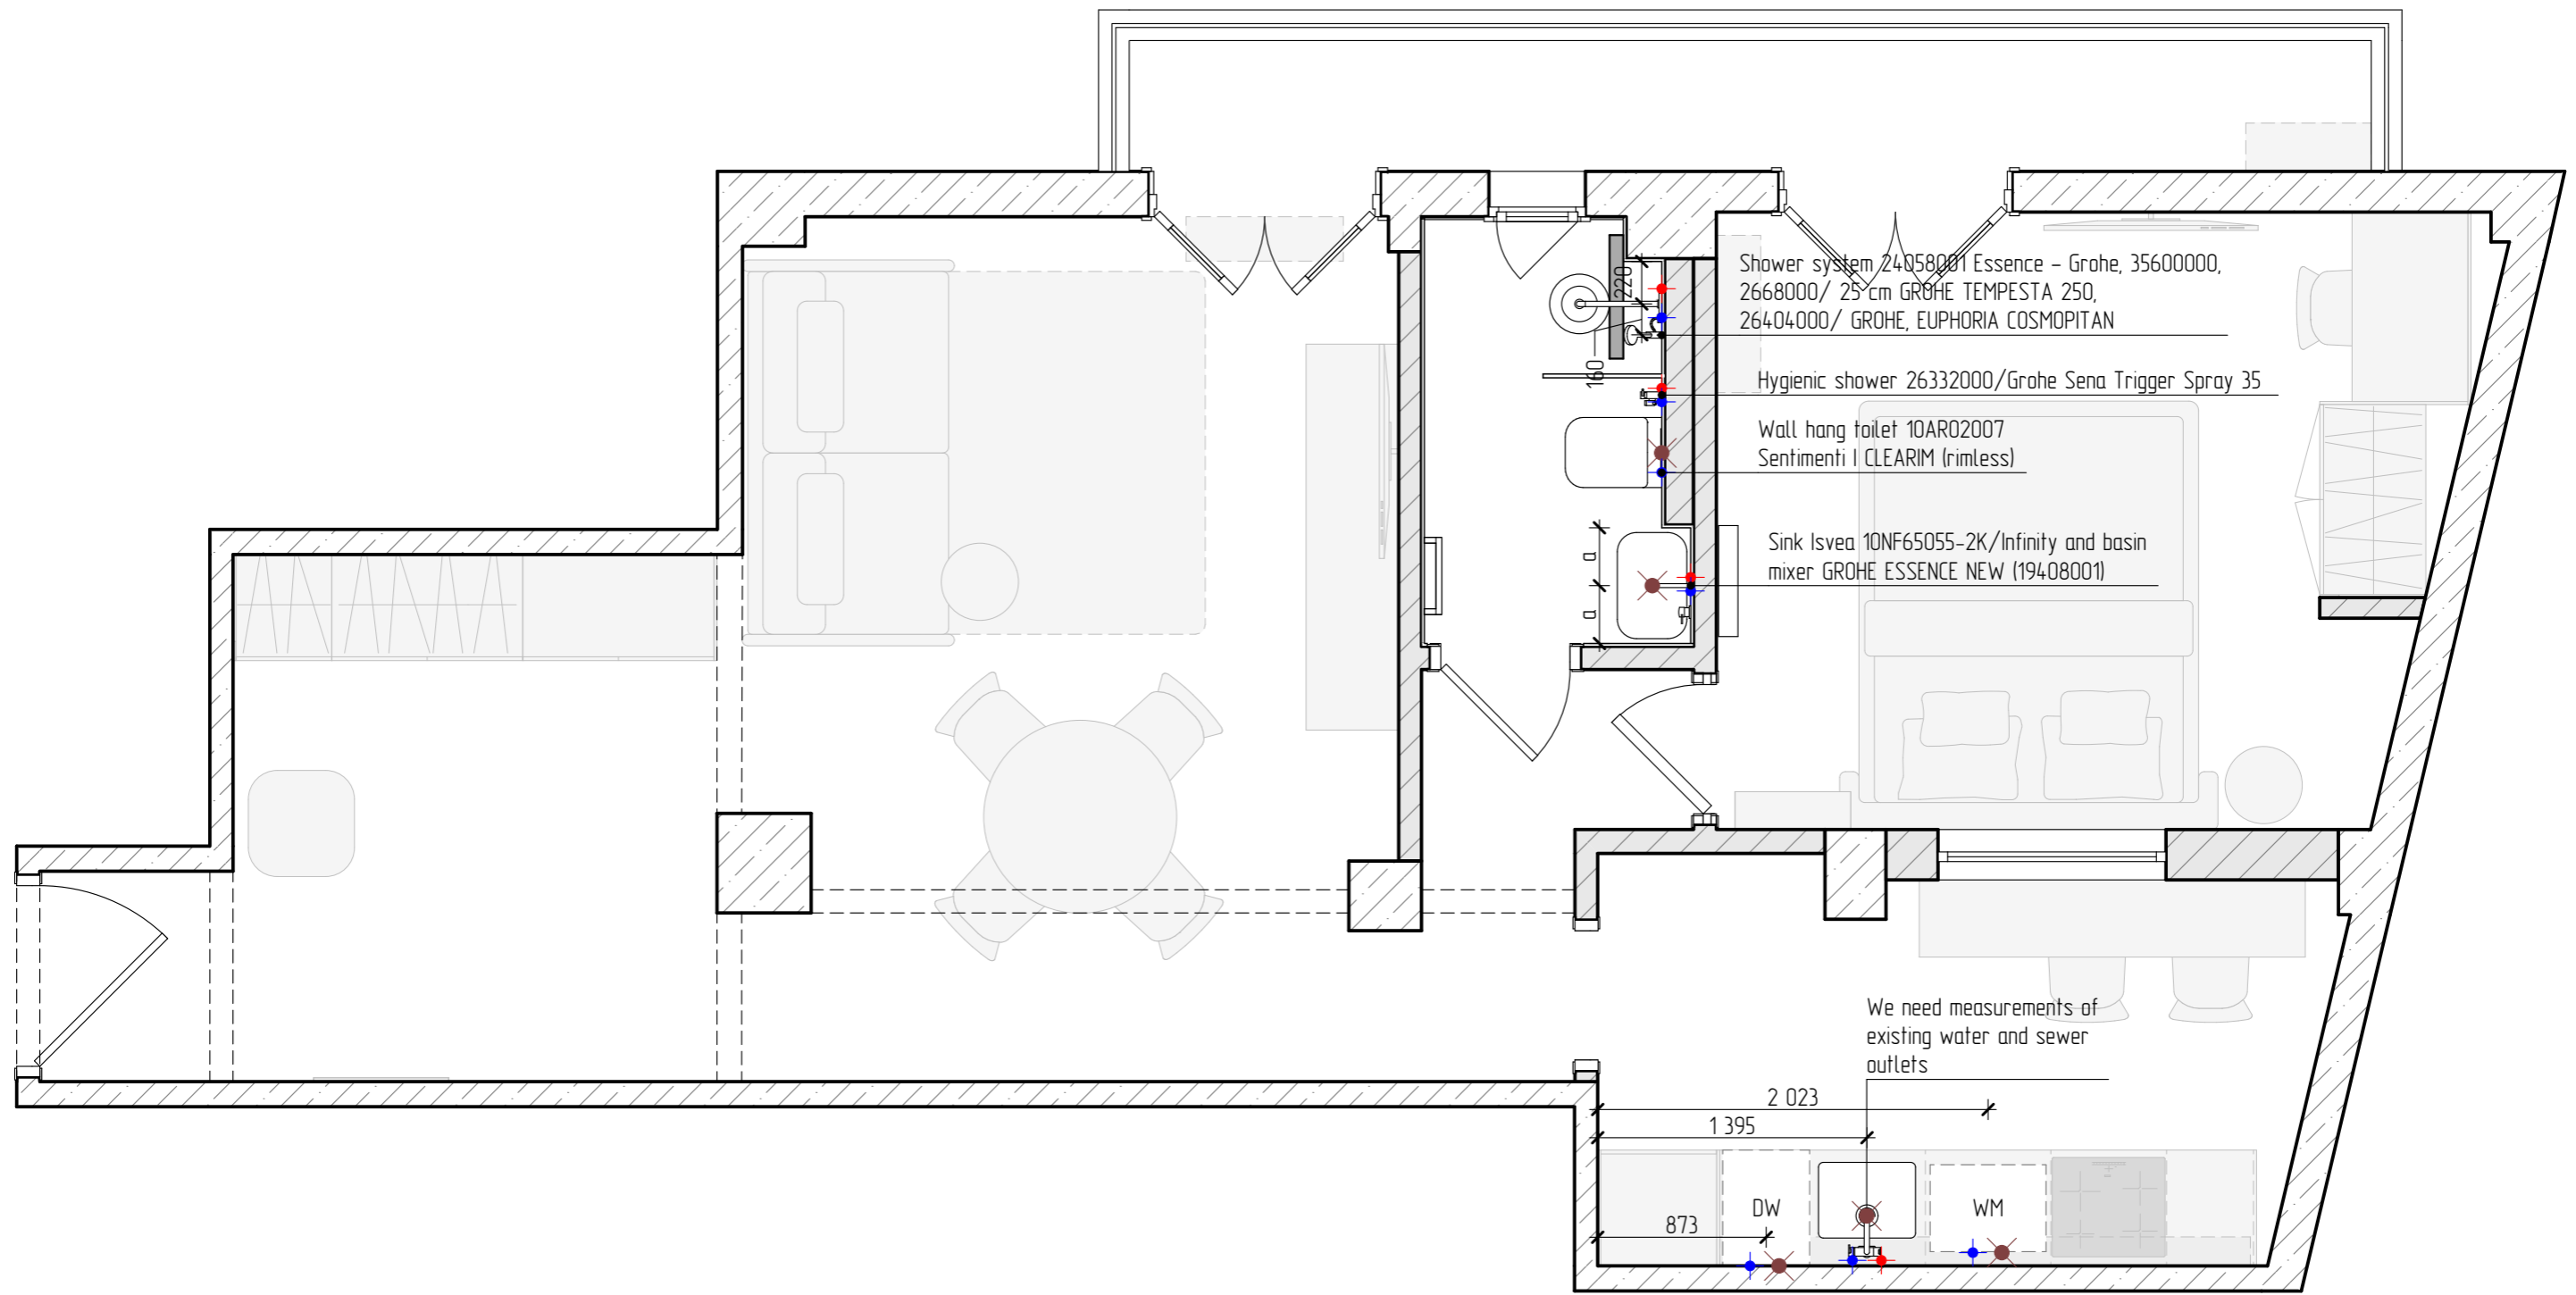 220
Shower system 24058001 Essence – Grohe, 35600000,
2668000/ 25 cm GROHE TEMPESTA 250,
26404000/ GROHE, EUPHORIA COSMOPITAN
160
Hygienic shower 26332000/Grohe Sena Trigger Spray 35
Wall hang toilet 10AR02007
Sentimenti I CLEARIM (rimless)
Sink Isvea 10NF65055-2K/Infinity and basin
mixer GROHE ESSENCE NEW (19408001)
a
a
We need measurements of
existing water and sewer
outlets
2 023
1 395
DW
WM
873